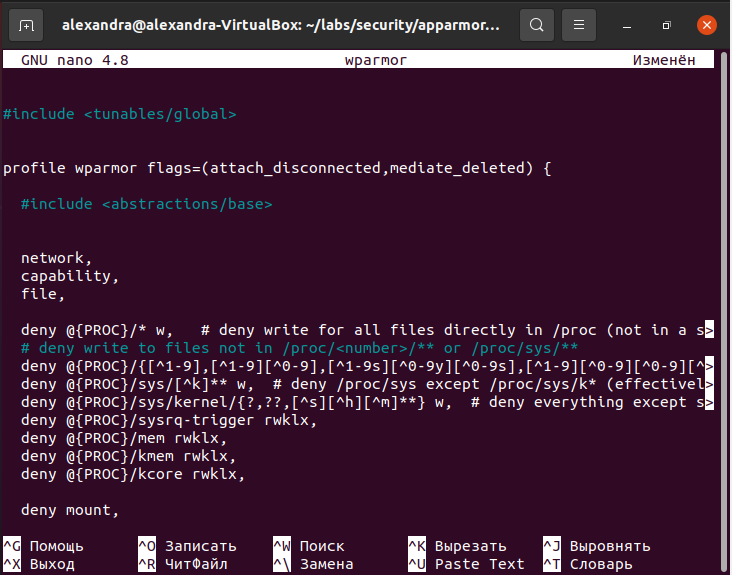 alexandra@alexandra-VirtualBox: ~/labs/security/apparmor...
GNU nano 4.8 wparmor Изменён
#include <tunables/global>
profile wparmor flags=(attach_disconnected,mediate_deleted) {
#include <abstractions/base>
network,
capability,
file,
deny @{PROC}/* w,   # deny write for all files directly in /proc (not in a s>
# deny write to files not in /proc/<number>/** or /proc/sys/**
deny @{PROC}/{[^1-9],[^1-9][^0-9],[^1-9s][^0-9y][^0-9s],[^1-9][^0-9][^0-9][^>
deny @{PROC}/sys/[^k]** w,  # deny /proc/sys except /proc/sys/k* (effectivel>
deny @{PROC}/sys/kernel/{?,??,[^s][^h][^m]**} w,  # deny everything except s>
deny @{PROC}/sysrq-trigger rwklx,
deny @{PROC}/mem rwklx,
deny @{PROC}/kmem rwklx,
deny @{PROC}/kcore rwklx,
deny mount,
^G Помощь ^O Записать ^W Поиск ^K Вырезать ^J Выровнять
^X Выход ^R ЧитФайл ^\ Замена ^U Paste Text ^T Словарь